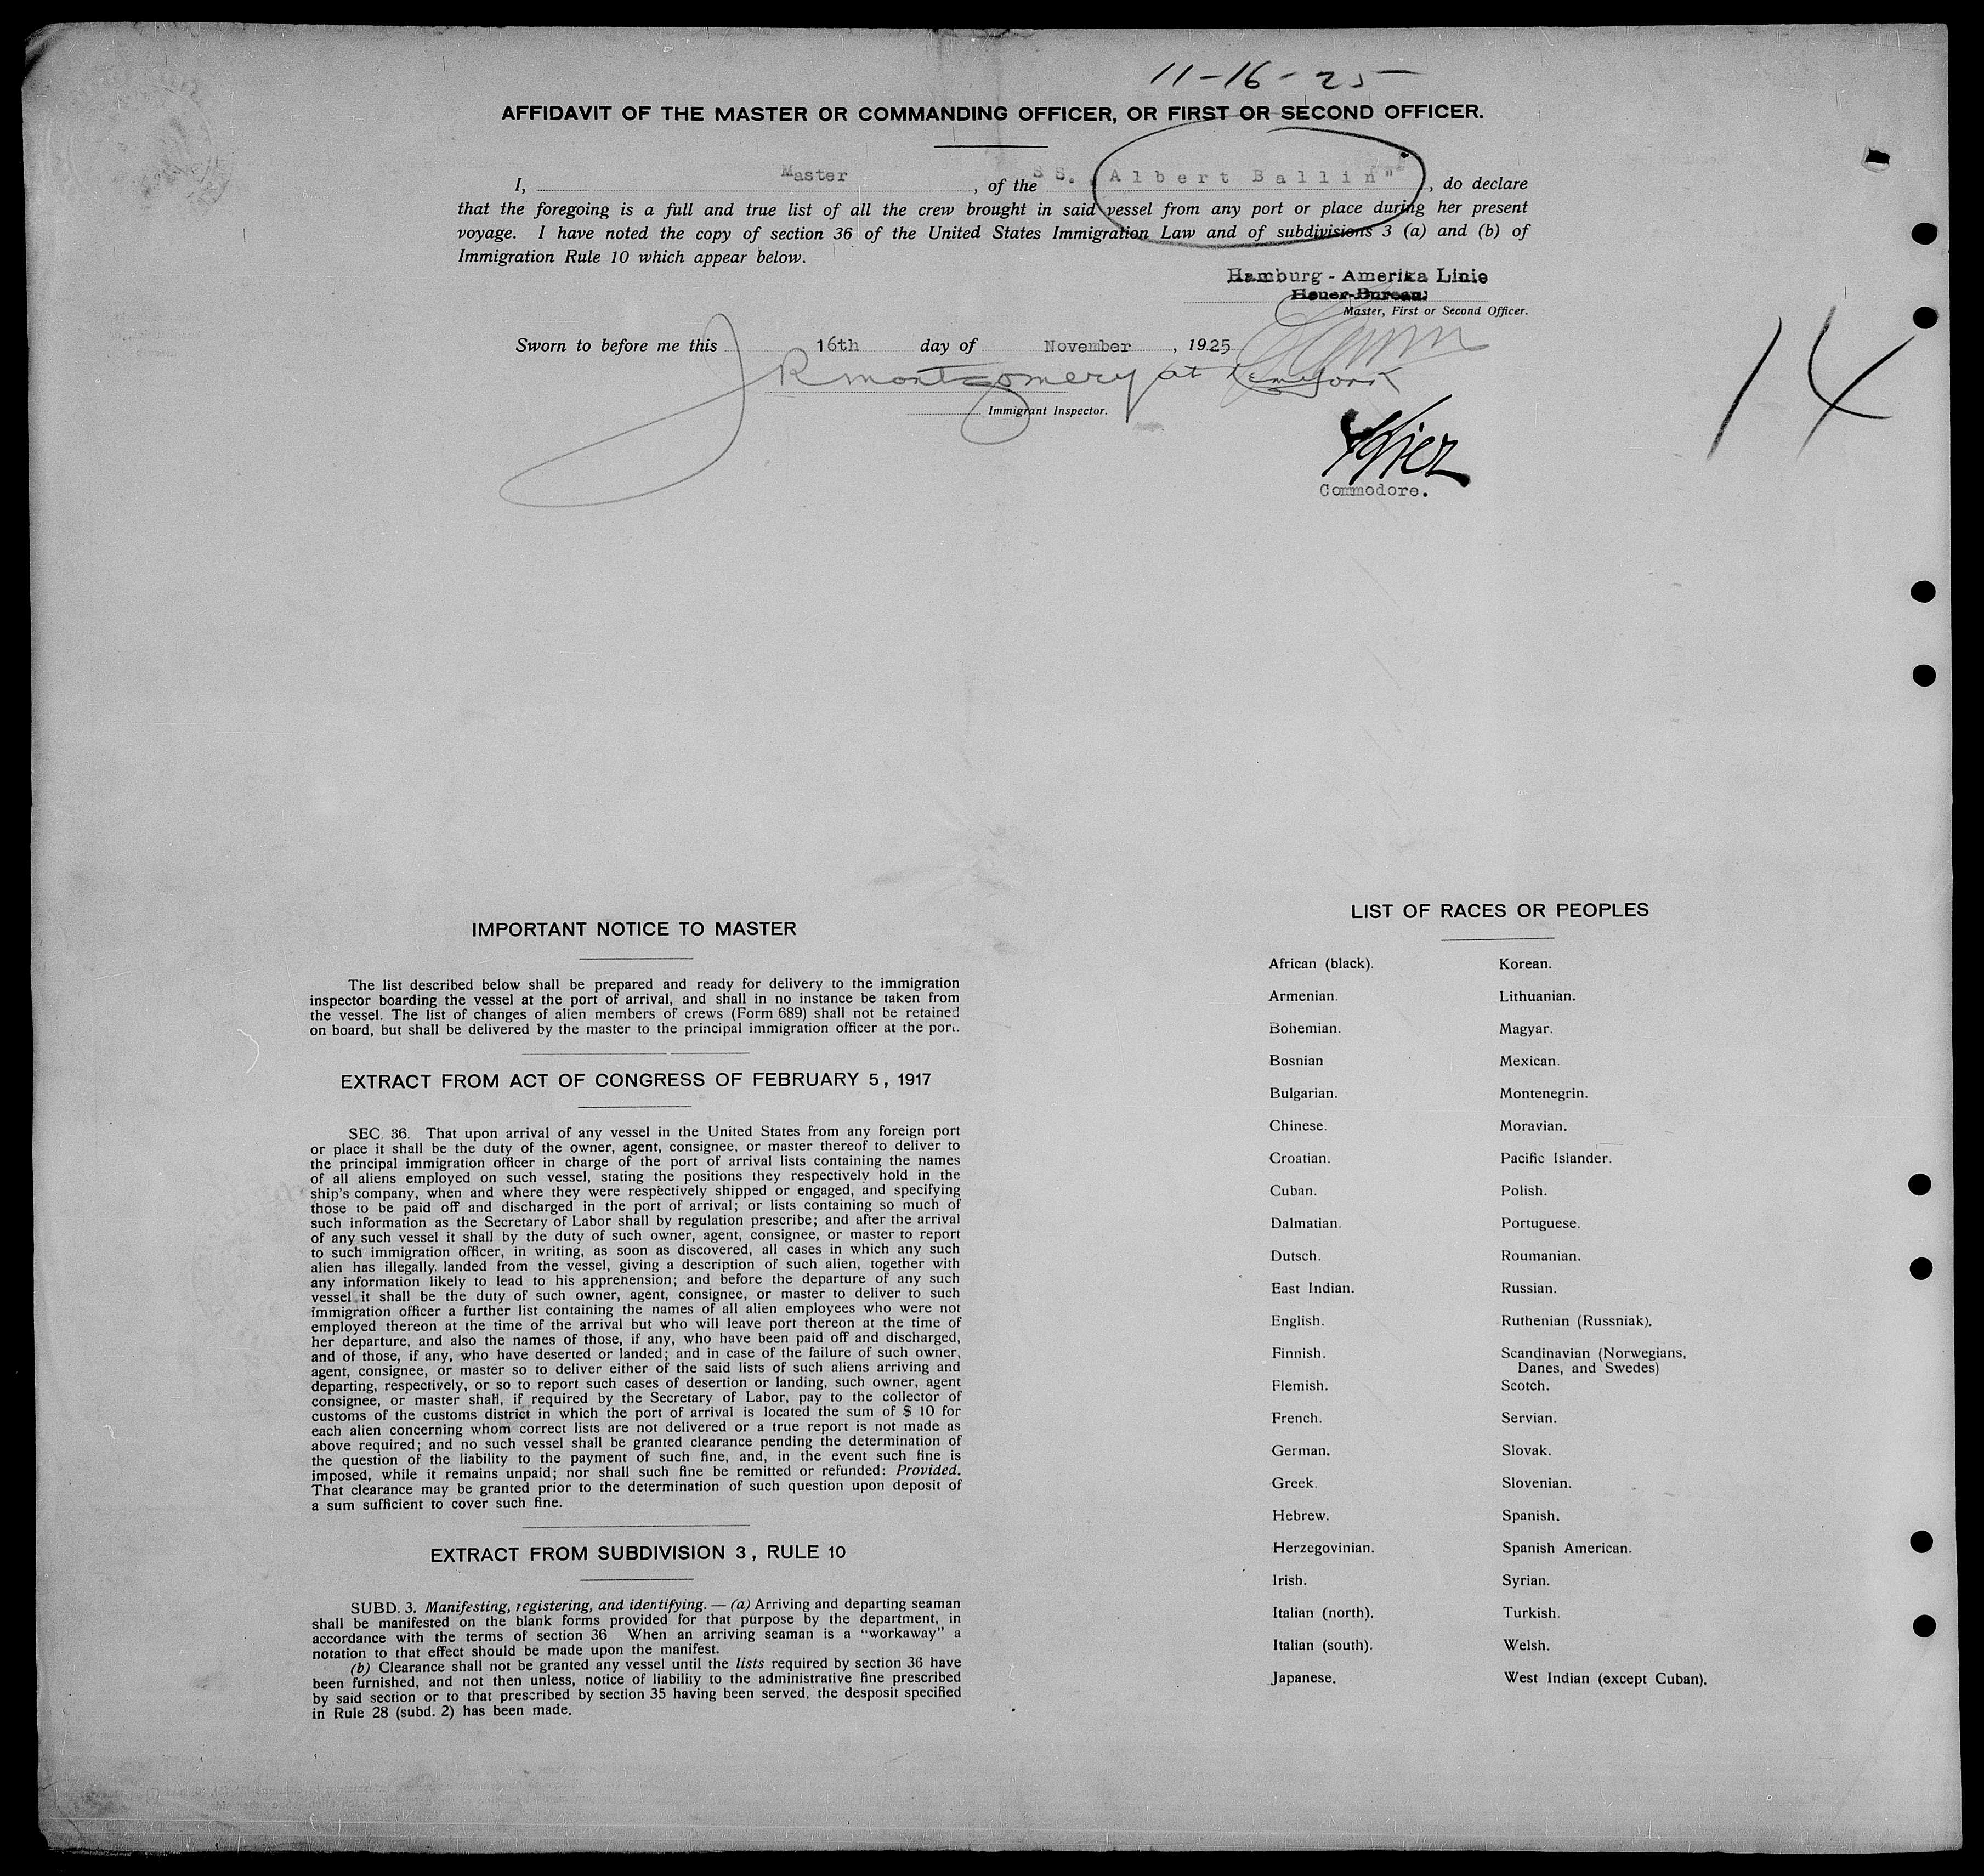 11-16-25
AFFIDAVIT OF THE MASTER OR COMMANDING OFFICER, OR FIRST OR SECOND OFFICER.
I, Master, of the SS. "Albert Ballin", do declare
that the foregoing is a full and true list of all the crew brought in said vessel from any port or place during her present
voyage. I have noted the copy of section 36 of the United States Immigration Law and of subdivisions 3 (a) and (b) of
Immigration Rule 10 which appear below.
Hamburg - Amerika Linie
Heuer-Bureau
Master, First or Second Officer.
Sworn to before me this 16th day of November, 1925
J R Montgomery at New York
Immigrant Inspector.
14
Commodore.
IMPORTANT NOTICE TO MASTER
The list described below shall be prepared and ready for delivery to the immigration
inspector boarding the vessel at the port of arrival, and shall in no instance be taken from
the vessel. The list of changes of alien members of crews (Form 689) shall not be retained
on board, but shall be delivered by the master to the principal immigration officer at the port.
EXTRACT FROM ACT OF CONGRESS OF FEBRUARY 5, 1917
SEC. 36. That upon arrival of any vessel in the United States from any foreign port
or place it shall be the duty of the owner, agent, consignee, or master thereof to deliver to
the principal immigration officer in charge of the port of arrival lists containing the names
of all aliens employed on such vessel, stating the positions they respectively hold in the
ship's company, when and where they were respectively shipped or engaged, and specifying
those to be paid off and discharged in the port of arrival; or lists containing so much of
such information as the Secretary of Labor shall by regulation prescribe; and after the arrival
of any such vessel it shall by the duty of such owner, agent, consignee, or master to report
to such immigration officer, in writing, as soon as discovered, all cases in which any such
alien has illegally landed from the vessel, giving a description of such alien, together with
any information likely to lead to his apprehension; and before the departure of any such
vessel it shall be the duty of such owner, agent, consignee, or master to deliver to such
immigration officer a further list containing the names of all alien employees who were not
employed thereon at the time of the arrival but who will leave port thereon at the time of
her departure, and also the names of those, if any, who have been paid off and discharged,
and of those, if any, who have deserted or landed; and in case of the failure of such owner,
agent, consignee, or master so to deliver either of the said lists of such aliens arriving and
departing, respectively, or so to report such cases of desertion or landing, such owner, agent
consignee, or master shall, if required by the Secretary of Labor, pay to the collector of
customs of the customs district in which the port of arrival is located the sum of $ 10 for
each alien concerning whom correct lists are not delivered or a true report is not made as
above required; and no such vessel shall be granted clearance pending the determination of
the question of the liability to the payment of such fine, and, in the event such fine is
imposed, while it remains unpaid; nor shall such fine be remitted or refunded: Provided.
That clearance may be granted prior to the determination of such question upon deposit of
a sum sufficient to cover such fine.
EXTRACT FROM SUBDIVISION 3, RULE 10
SUBD. 3. Manifesting, registering, and identifying. — (a) Arriving and departing seaman
shall be manifested on the blank forms provided for that purpose by the department, in
accordance with the terms of section 36 When an arriving seaman is a "workaway" a
notation to that effect should be made upon the manifest.
(b) Clearance shall not be granted any vessel until the lists required by section 36 have
been furnished, and not then unless, notice of liability to the administrative fine prescribed
by said section or to that prescribed by section 35 having been served, the desposit specified
in Rule 28 (subd. 2) has been made.
LIST OF RACES OR PEOPLES
African (black).
Armenian.
Bohemian.
Bosnian
Bulgarian.
Chinese.
Croatian.
Cuban.
Dalmatian.
Dutsch.
East Indian.
English.
Finnish.
Flemish.
French.
German.
Greek.
Hebrew.
Herzegovinian.
Irish.
Italian (north).
Italian (south).
Japanese.
Korean.
Lithuanian.
Magyar.
Mexican.
Montenegrin.
Moravian.
Pacific Islander.
Polish.
Portuguese.
Roumanian.
Russian.
Ruthenian (Russniak).
Scandinavian (Norwegians,
Danes, and Swedes)
Scotch.
Servian.
Slovak.
Slovenian.
Spanish.
Spanish American.
Syrian.
Turkish.
Welsh.
West Indian (except Cuban).